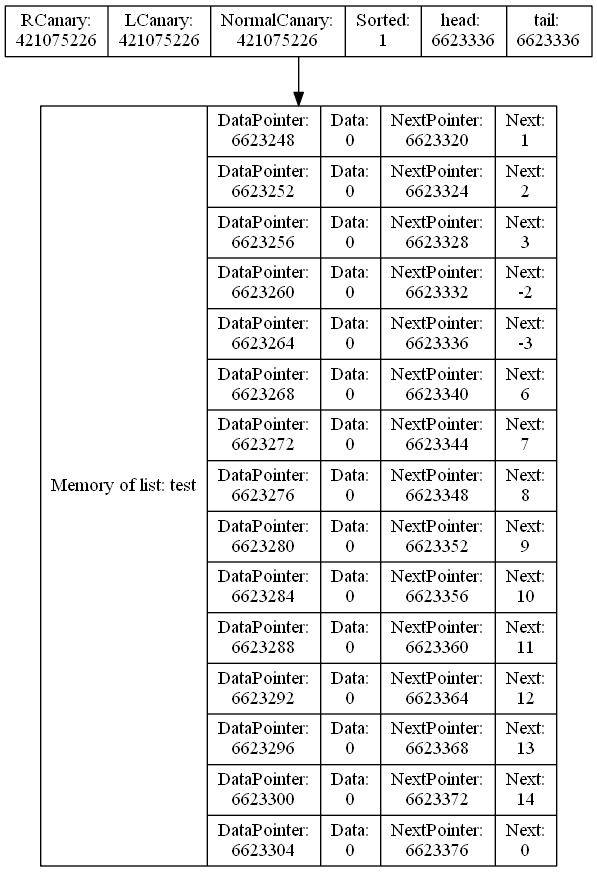 RCanary: LCanary: NormalCanary: Sorted: head: tail:
421075226 421075226 421075226 1 6623336 6623336
DataPointer: Data: NextPointer: Next:
6623248 0 6623320 1
DataPointer: Data: NextPointer: Next:
6623252 0 6623324 2
DataPointer: Data: NextPointer: Next:
6623256 0 6623328 3
DataPointer: Data: NextPointer: Next:
6623260 0 6623332 -2
DataPointer: Data: NextPointer: Next:
6623264 0 6623336 -3
DataPointer: Data: NextPointer: Next:
6623268 0 6623340 6
DataPointer: Data: NextPointer: Next:
6623272 0 6623344 7
Memory of list: test
DataPointer: Data: NextPointer: Next:
6623276 0 6623348 8
DataPointer: Data: NextPointer: Next:
6623280 0 6623352 9
DataPointer: Data: NextPointer: Next:
6623284 0 6623356 10
DataPointer: Data: NextPointer: Next:
6623288 0 6623360 11
DataPointer: Data: NextPointer: Next:
6623292 0 6623364 12
DataPointer: Data: NextPointer: Next:
6623296 0 6623368 13
DataPointer: Data: NextPointer: Next:
6623300 0 6623372 14
DataPointer: Data: NextPointer: Next:
6623304 0 6623376 0